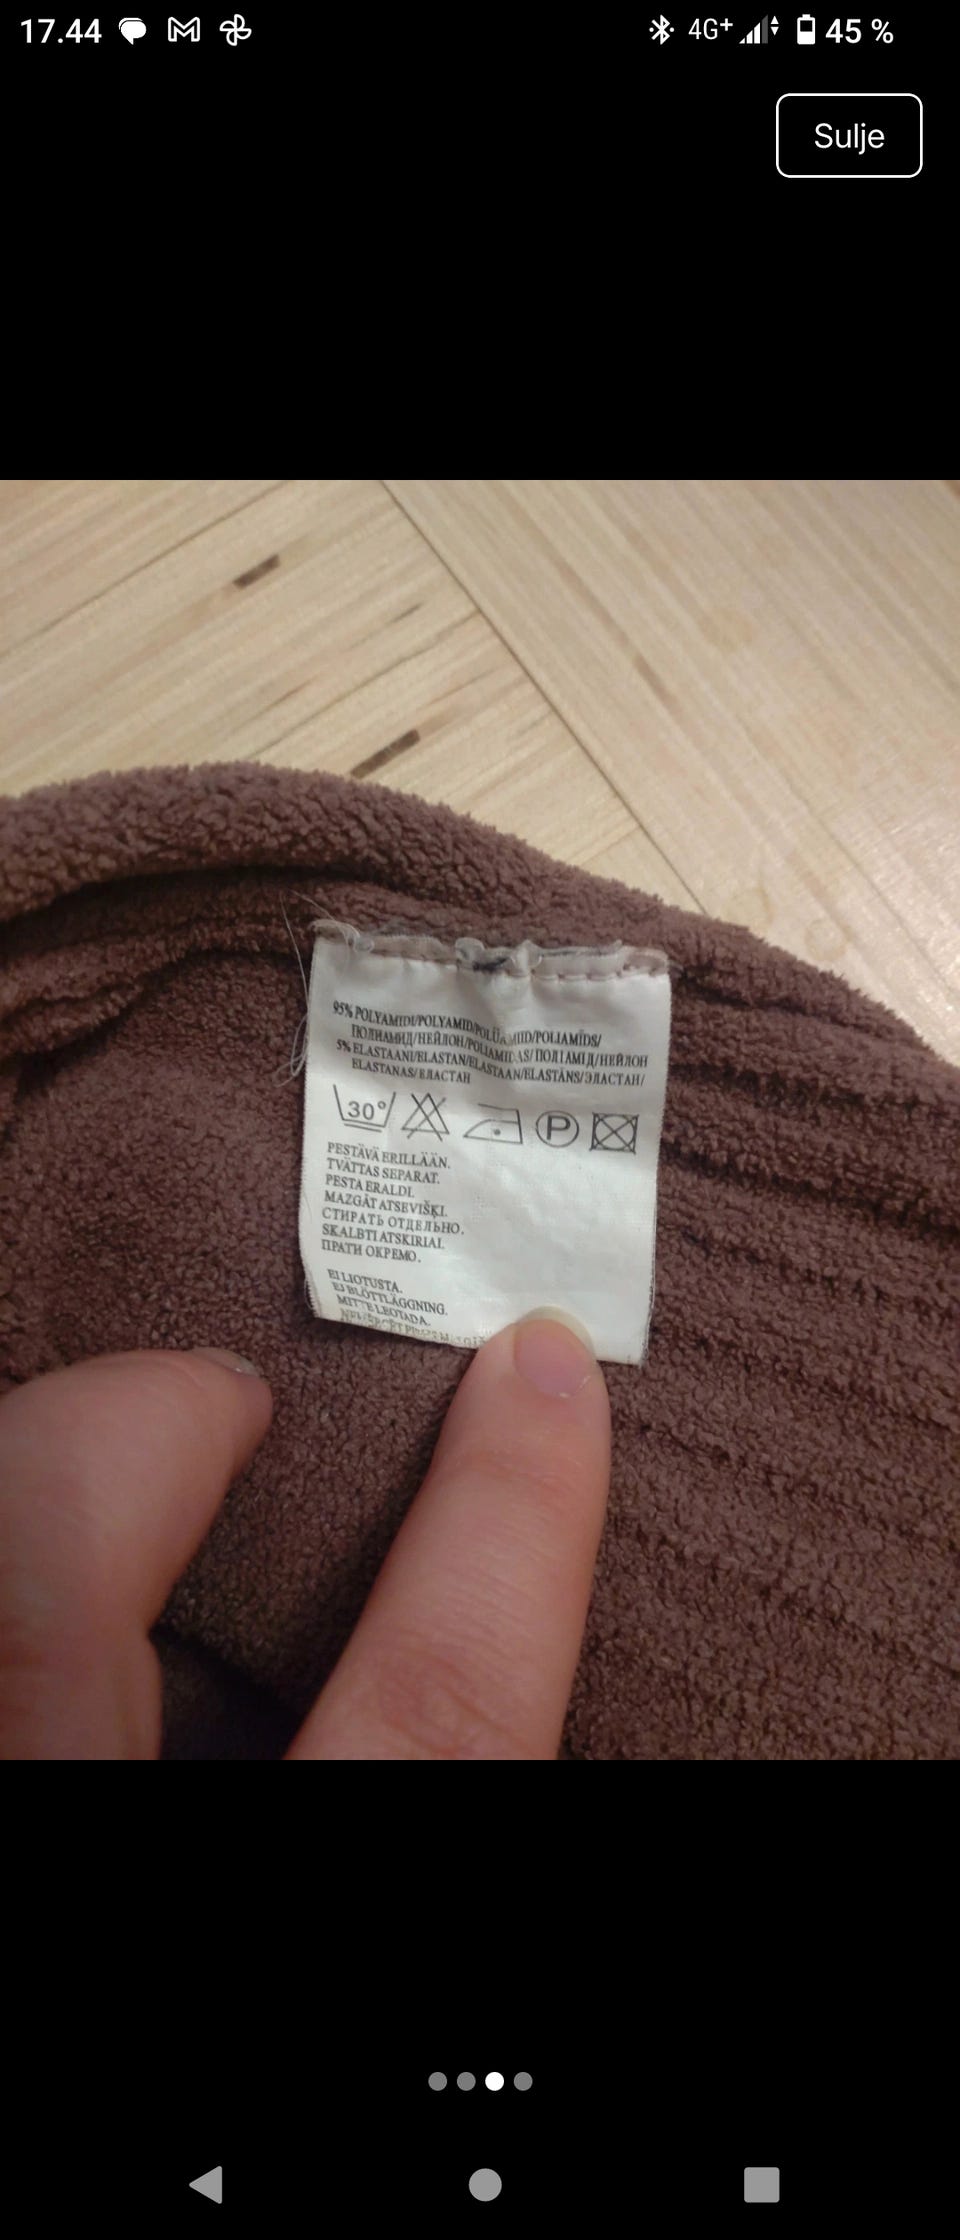 17.44 4G+ 45 %
Sulje
95% POLYAMIDI/POLYAMID/POLÜAMIID/POLIAMĪDS/
ПОЛИАМИД/НЕЙЛОН/POLIAMIDAS/ПОЛІАМІД/НЕЙЛОН
5% ELASTAANI/ELASTAN/ELASTAAN/ELASTĀNS/ЭЛАСТАН/
ELASTANAS/ЕЛАСТАН
30° P
PESTÄVÄ ERILLÄÄN.
TVÄTTAS SEPARAT.
PESTA ERALDI.
MAZGĀT ATSEVIŠĶI.
СТИРАТЬ ОТДЕЛЬНО.
SKALBTI ATSKIRIAI.
ПРАТИ ОКРЕМО.
EI LIOTUSTA.
EJ BLÖTLÄGGNING.
MITTE LEOTADA.